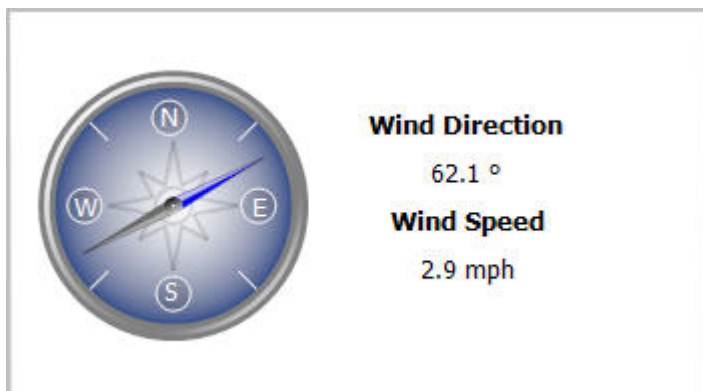 N
Wind Direction
62.1 º
W
E
Wind Speed
2.9 mph
S